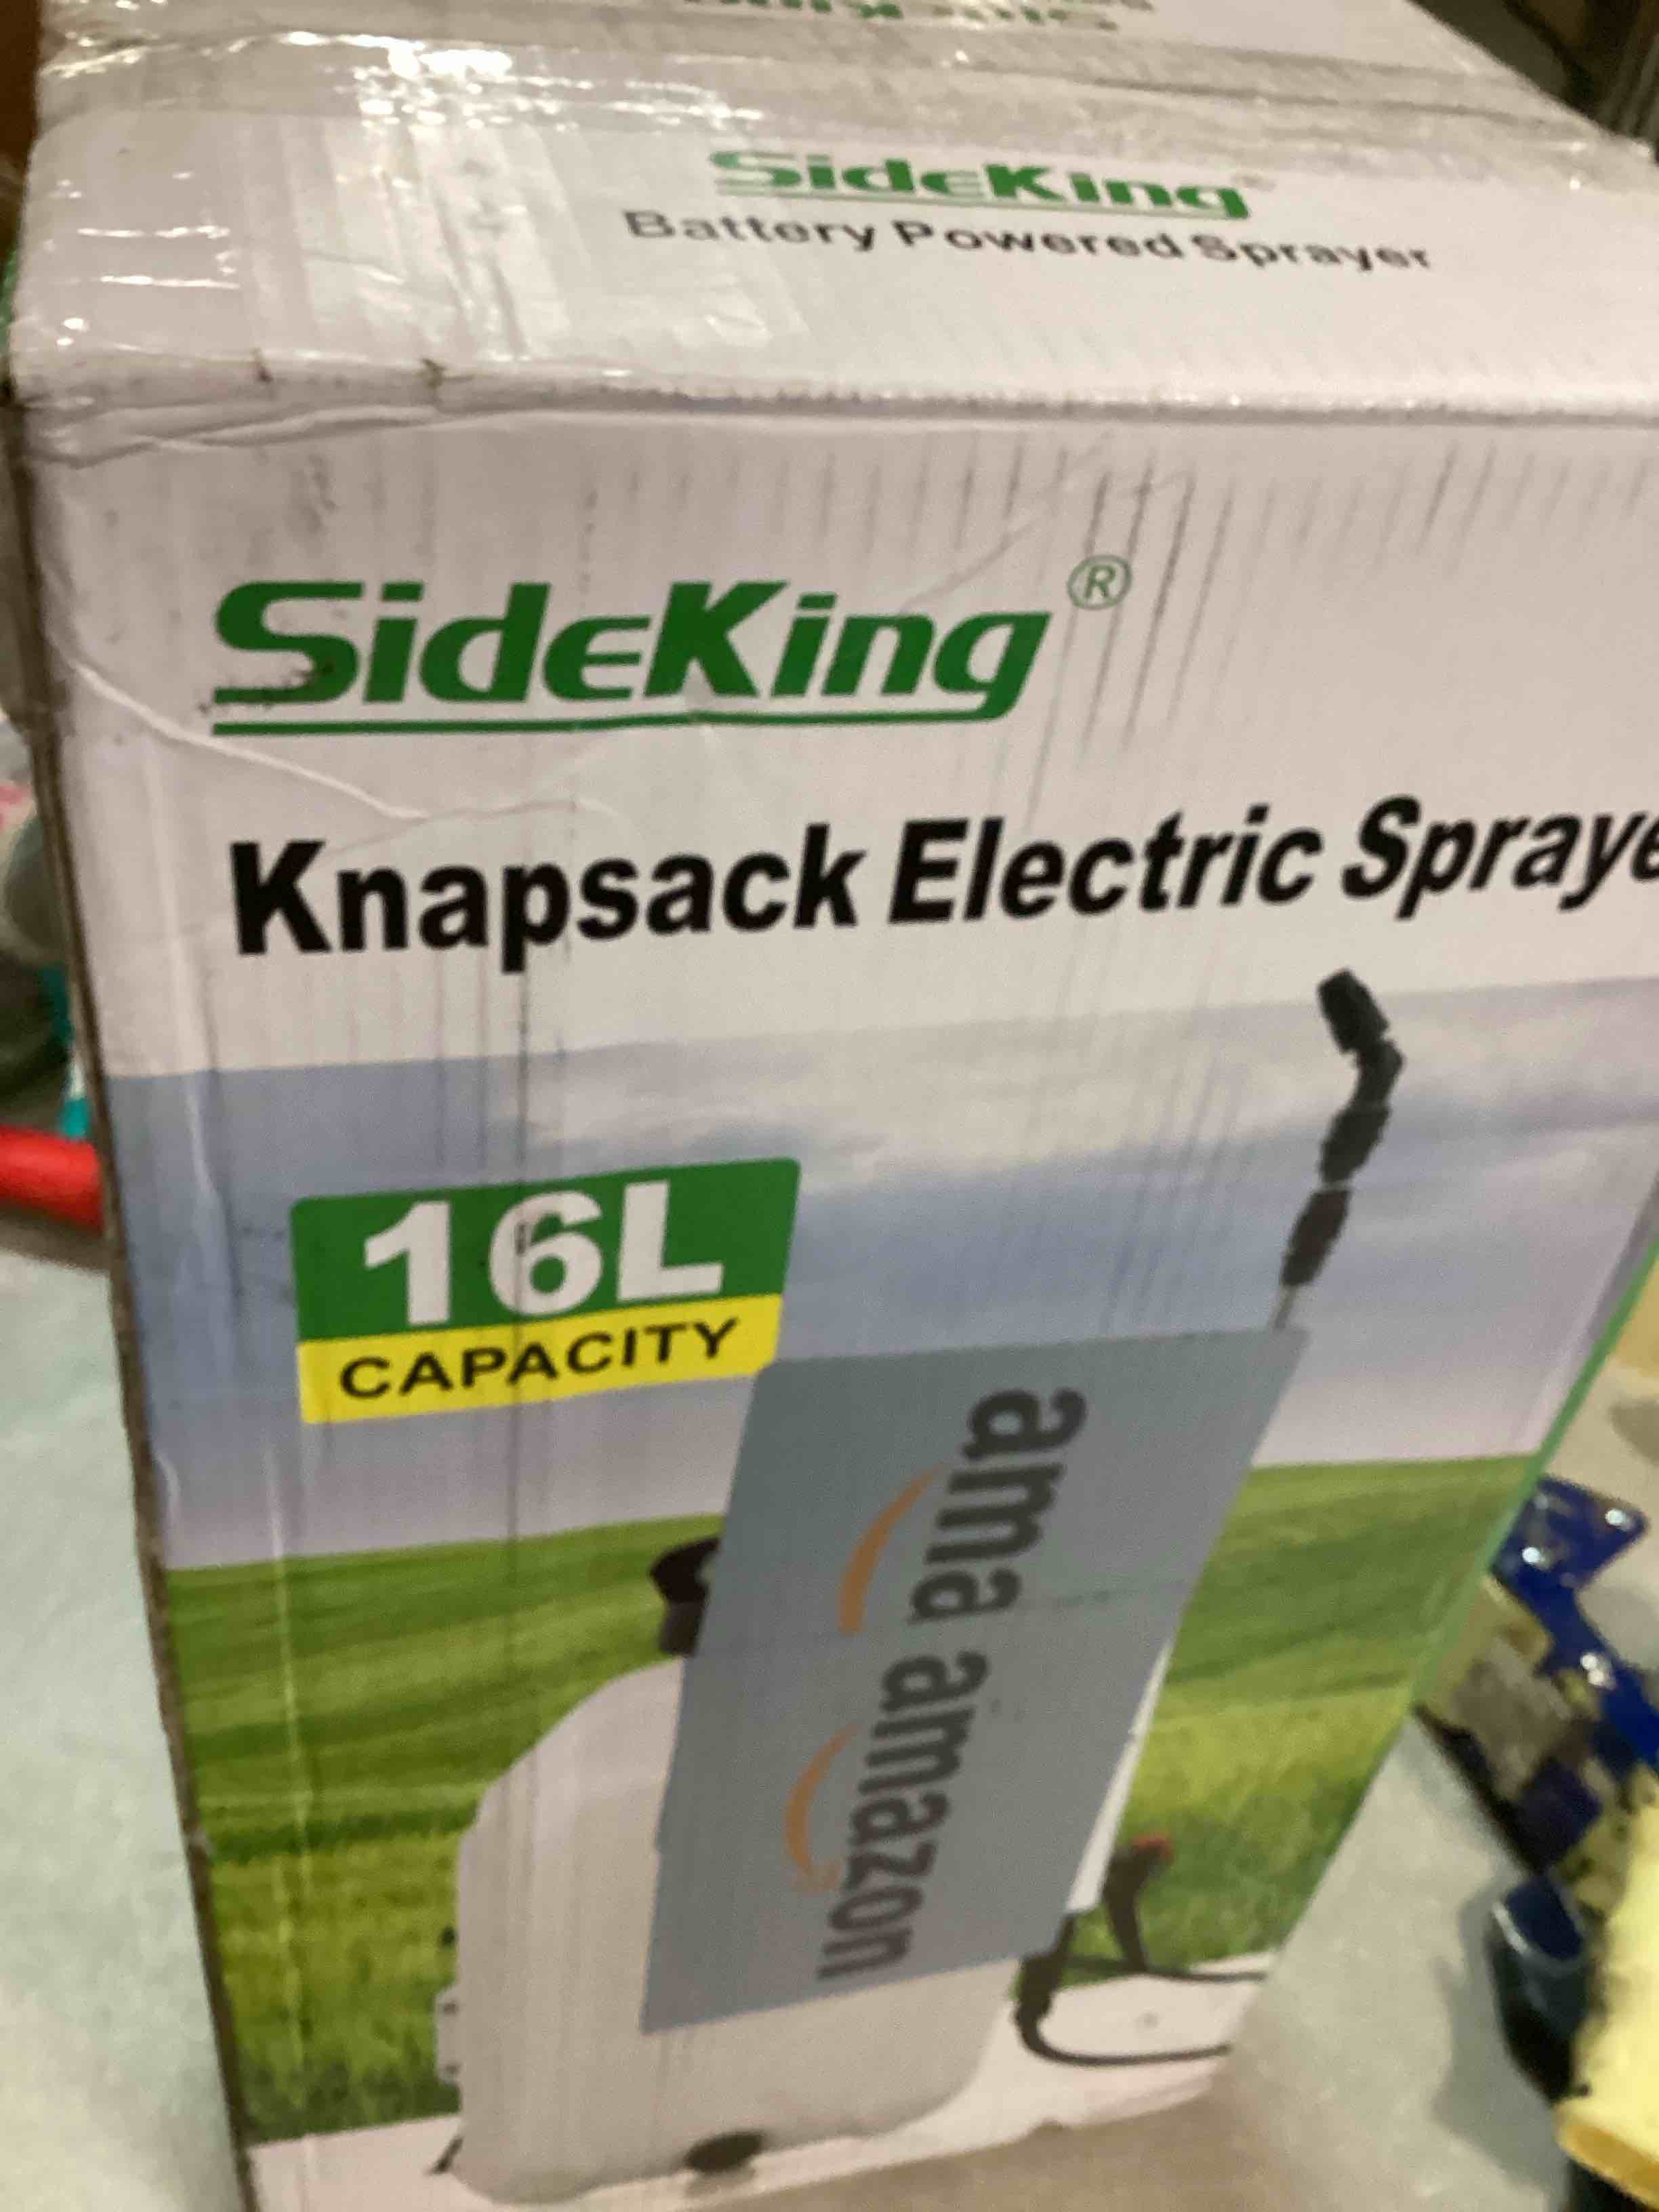 SideKing
Battery Powered Sprayer
SideKing®
Knapsack Electric Spraye
16L
CAPACITY
ama amazon